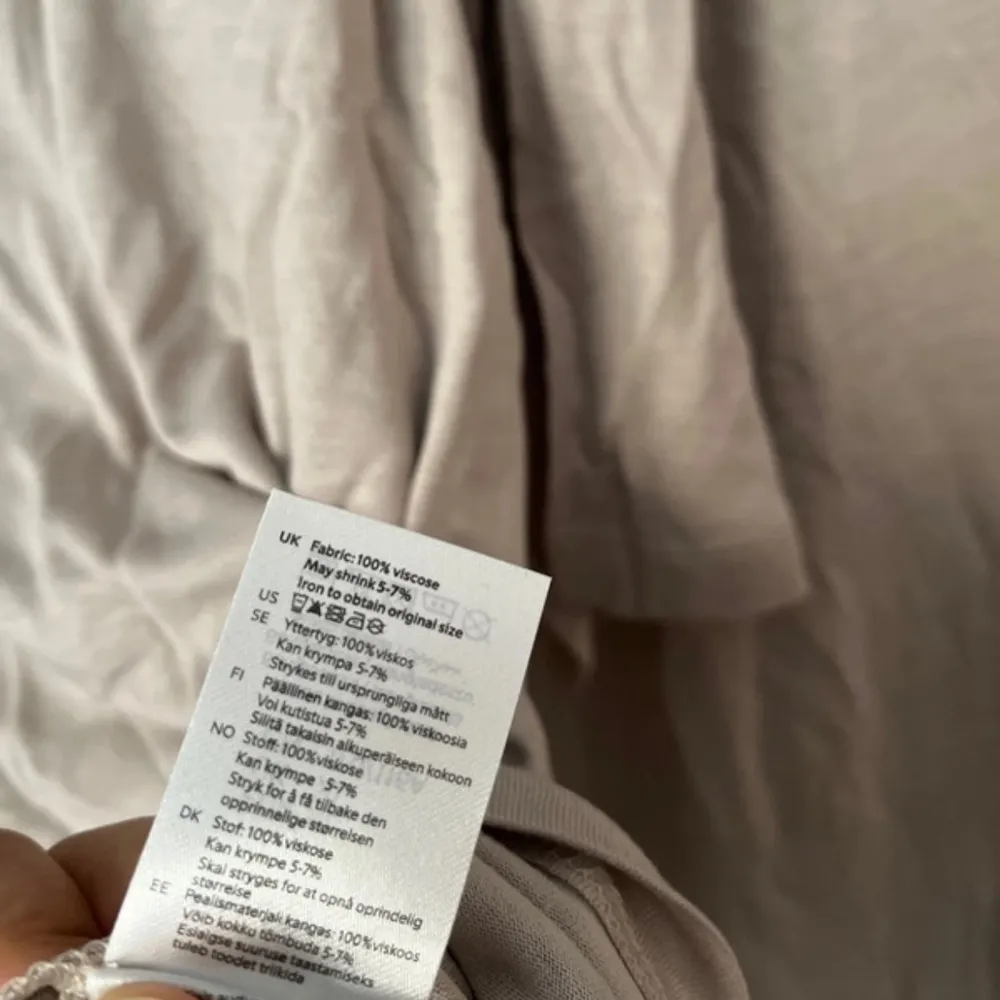 UK Fabric: 100% viscose
May shrink 5-7%
Iron to obtain original size
US
SE Yttertyg: 100% viskos
Kan krympa 5-7%
Strykes till ursprungliga mått
FI Päällinen kangas: 100% viskoosia
Voi kutistua 5-7%
Silitä takaisin alkuperäiseen kokoon
NO Stoff: 100% viskose
Kan krympe 5-7%
Stryk for å få tilbake den
opprinnelige størrelsen
DK Stof: 100% viskose
Kan krympe 5-7%
Skal stryges for at opnå oprindelig
størrelse
EE Pealismaterjali kangas: 100% viskoos
Võib kokku tõmbuda 5-7%
Eslaigse suuruse taastamiseks
tuleb toodet triikida